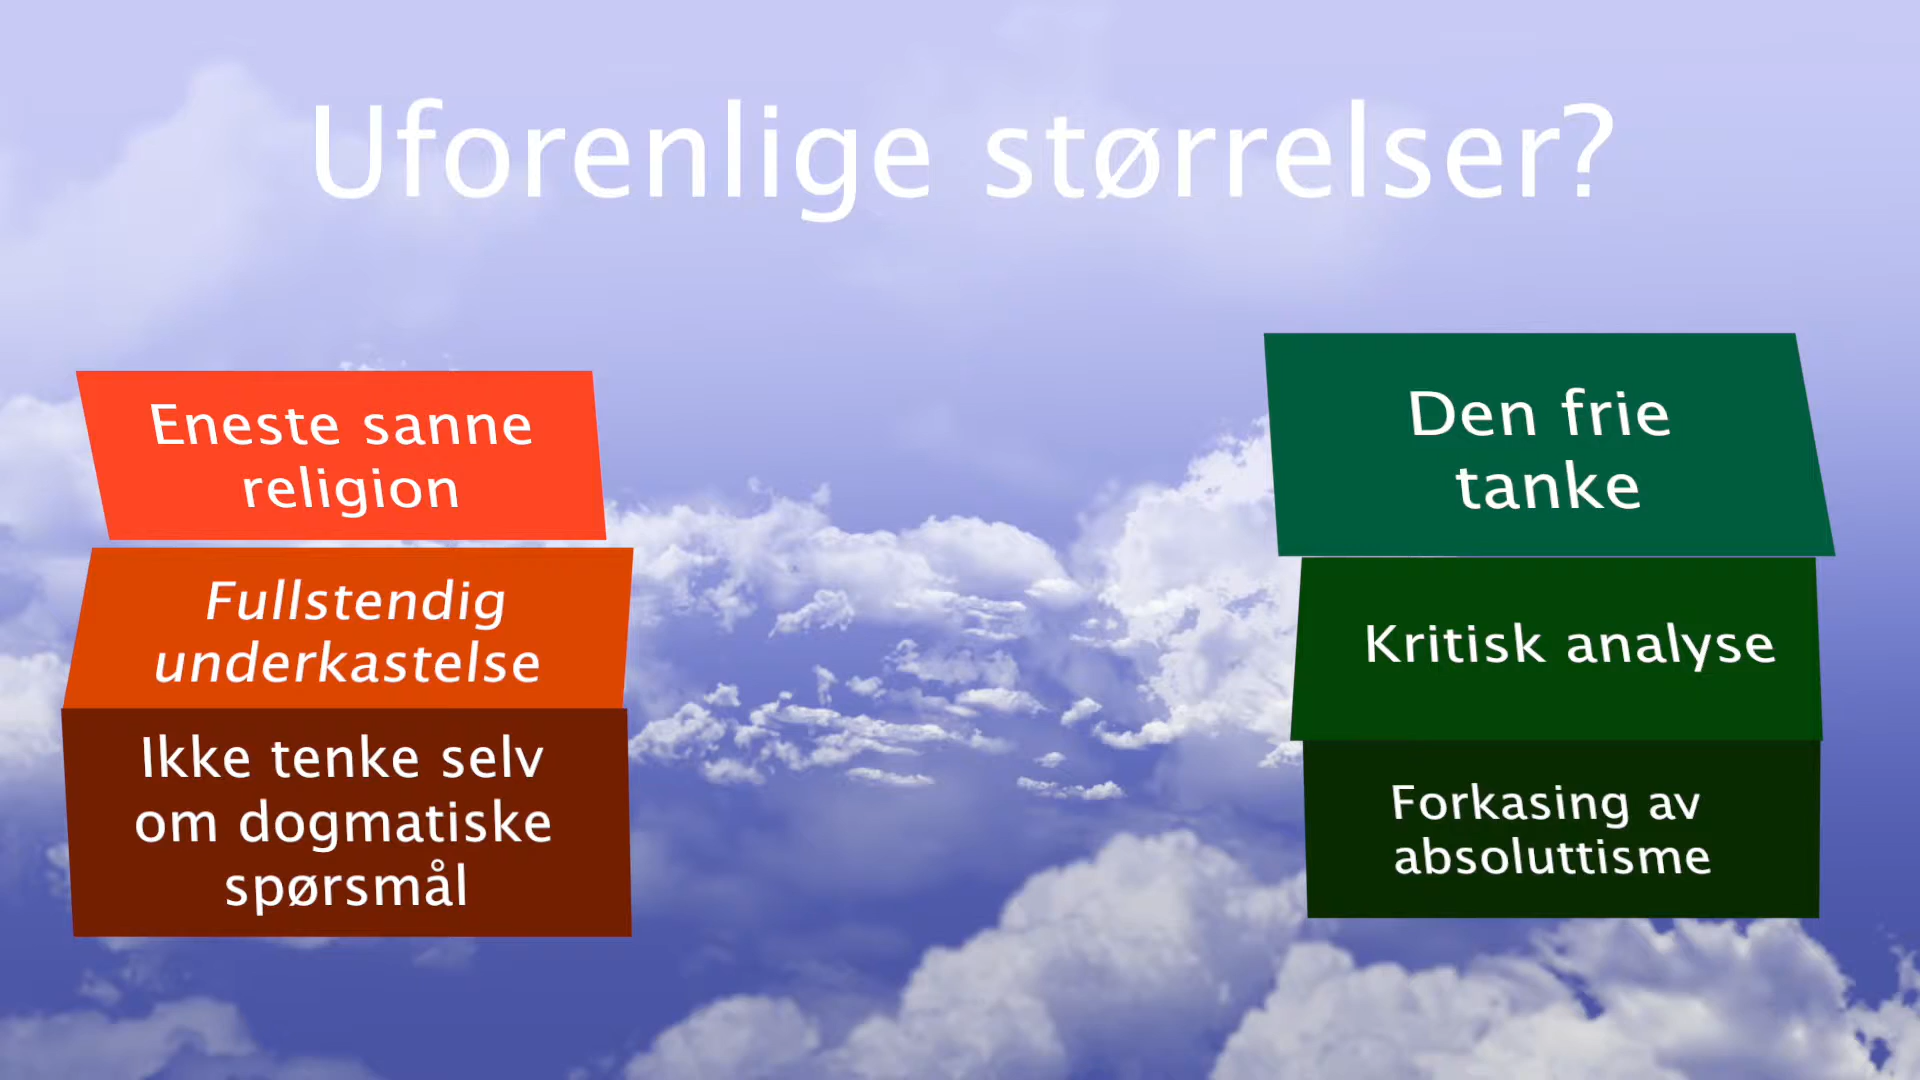 Uforenlige størrelser?
Eneste sanne
religion
Fullstendig
underkastelse
Ikke tenke selv
om dogmatiske
spørsmål
Den frie
tanke
Kritisk analyse
Forkasing av
absoluttisme